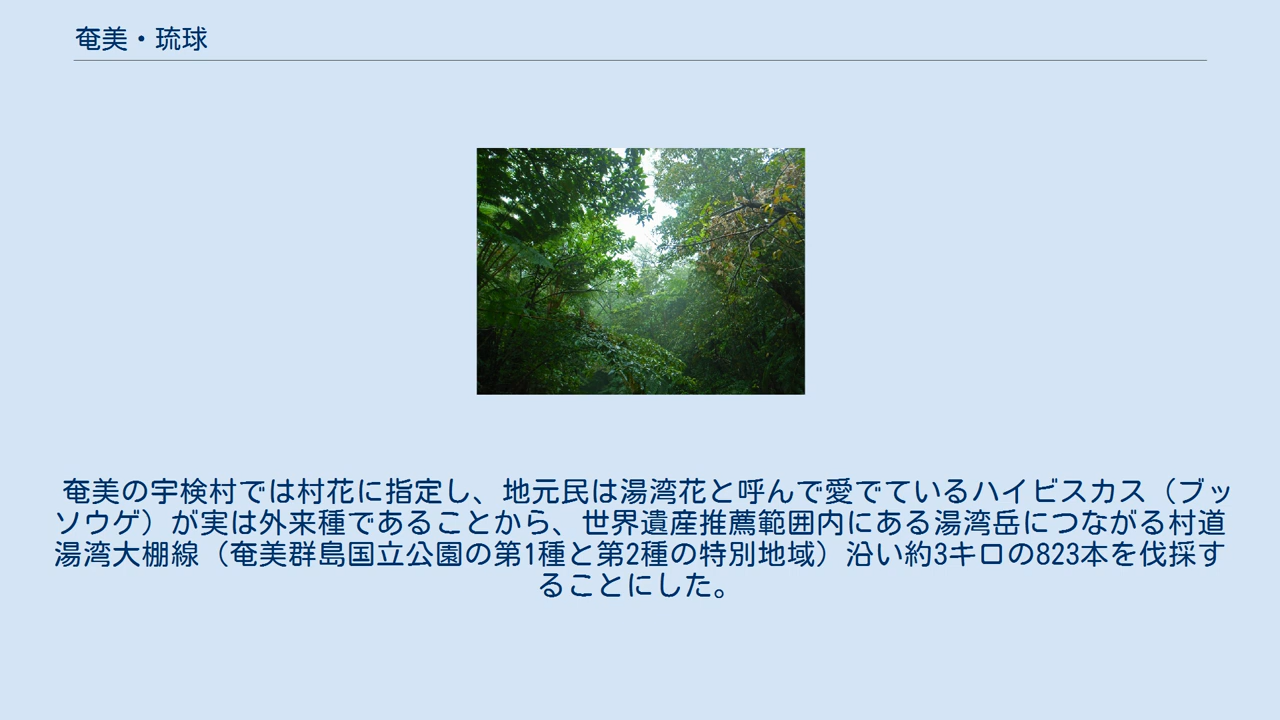 奄美・琉球
奄美の宇検村では村花に指定し、地元民は湯湾花と呼んで愛でているハイビスカス（ブッ
ソウゲ）が実は外来種であることから、世界遺産推薦範囲内にある湯湾岳につながる村道
湯湾大棚線（奄美群島国立公園の第1種と第2種の特別地域）沿い約3キロの823本を伐採す
ることにした。